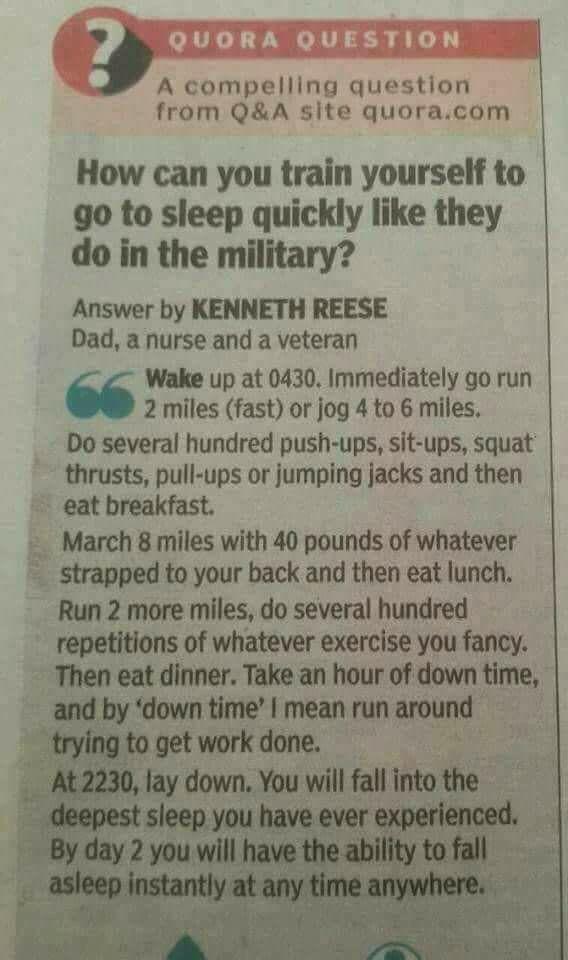 ?
QUORA QUESTION
A compelling question
from Q&A site quora.com
How can you train yourself to
go to sleep quickly like they
do in the military?
Answer by KENNETH REESE
Dad, a nurse and a veteran
“ Wake up at 0430. Immediately go run
2 miles (fast) or jog 4 to 6 miles.
Do several hundred push-ups, sit-ups, squat
thrusts, pull-ups or jumping jacks and then
eat breakfast.
March 8 miles with 40 pounds of whatever
strapped to your back and then eat lunch.
Run 2 more miles, do several hundred
repetitions of whatever exercise you fancy.
Then eat dinner. Take an hour of down time,
and by ‘down time’ I mean run around
trying to get work done.
At 2230, lay down. You will fall into the
deepest sleep you have ever experienced.
By day 2 you will have the ability to fall
asleep instantly at any time anywhere.